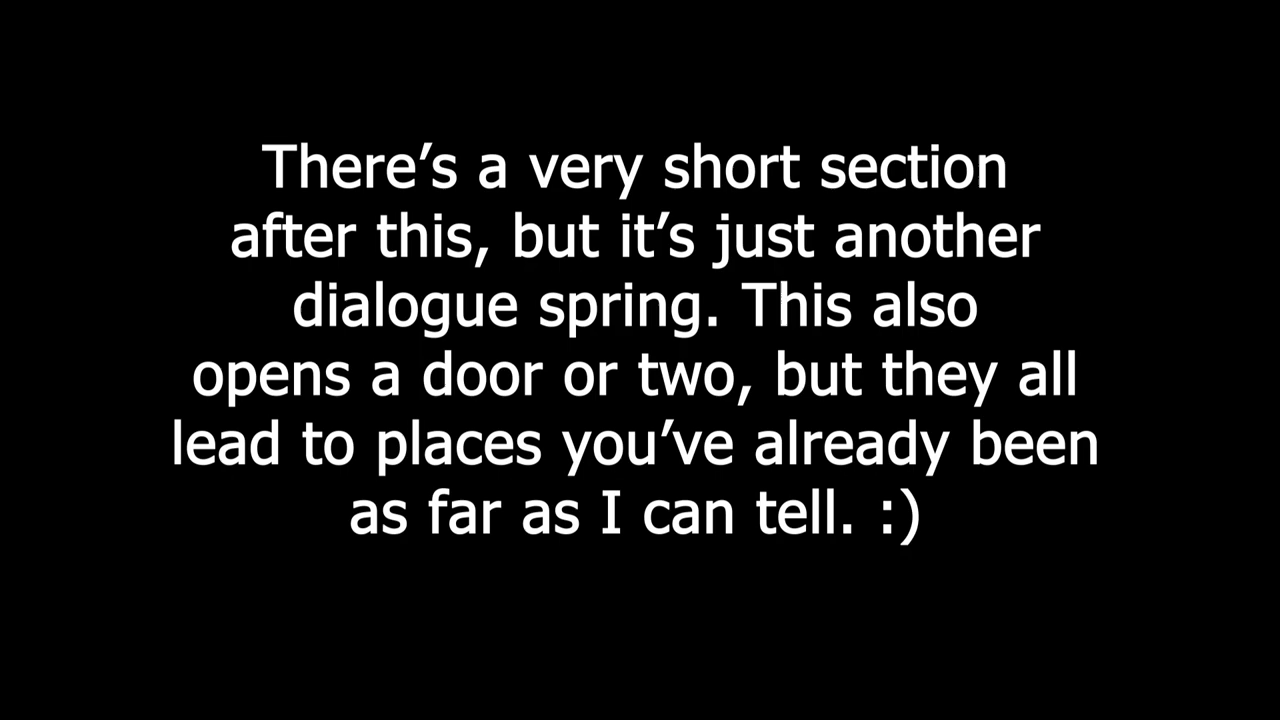 There’s a very short section
after this, but it’s just another
dialogue spring. This also
opens a door or two, but they all
lead to places you’ve already been
as far as I can tell. :)